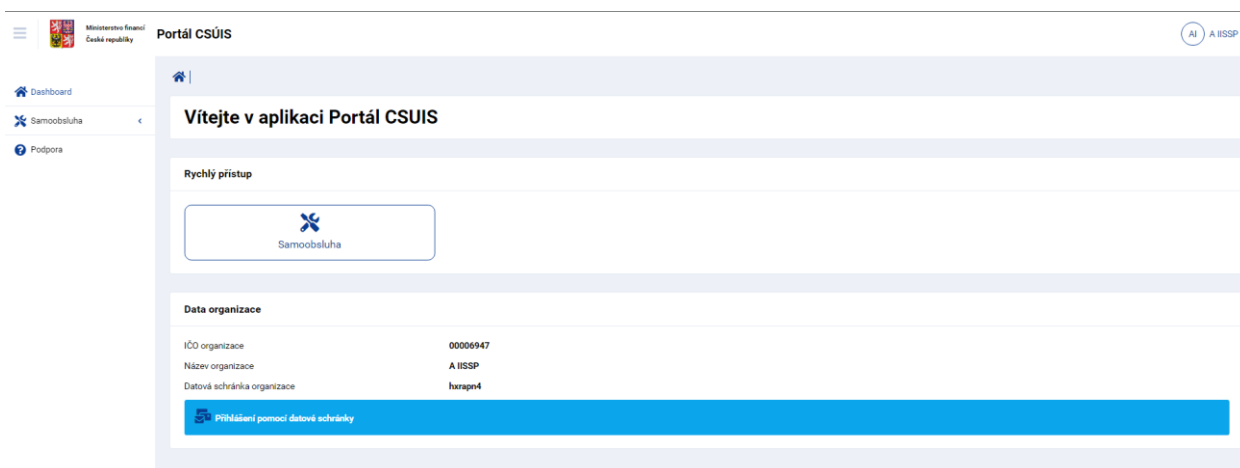 Ministerstvo financí
České republiky
Portál CSÚIS
AI
A IISSP
Dashboard
Samoobsluha
Podpora
Vítejte v aplikaci Portál CSUIS
Rychlý přístup
Samoobsluha
Data organizace
IČO organizace 00006947
Název organizace A IISSP
Datová schránka organizace hxrapn4
Přihlášení pomocí datové schránky